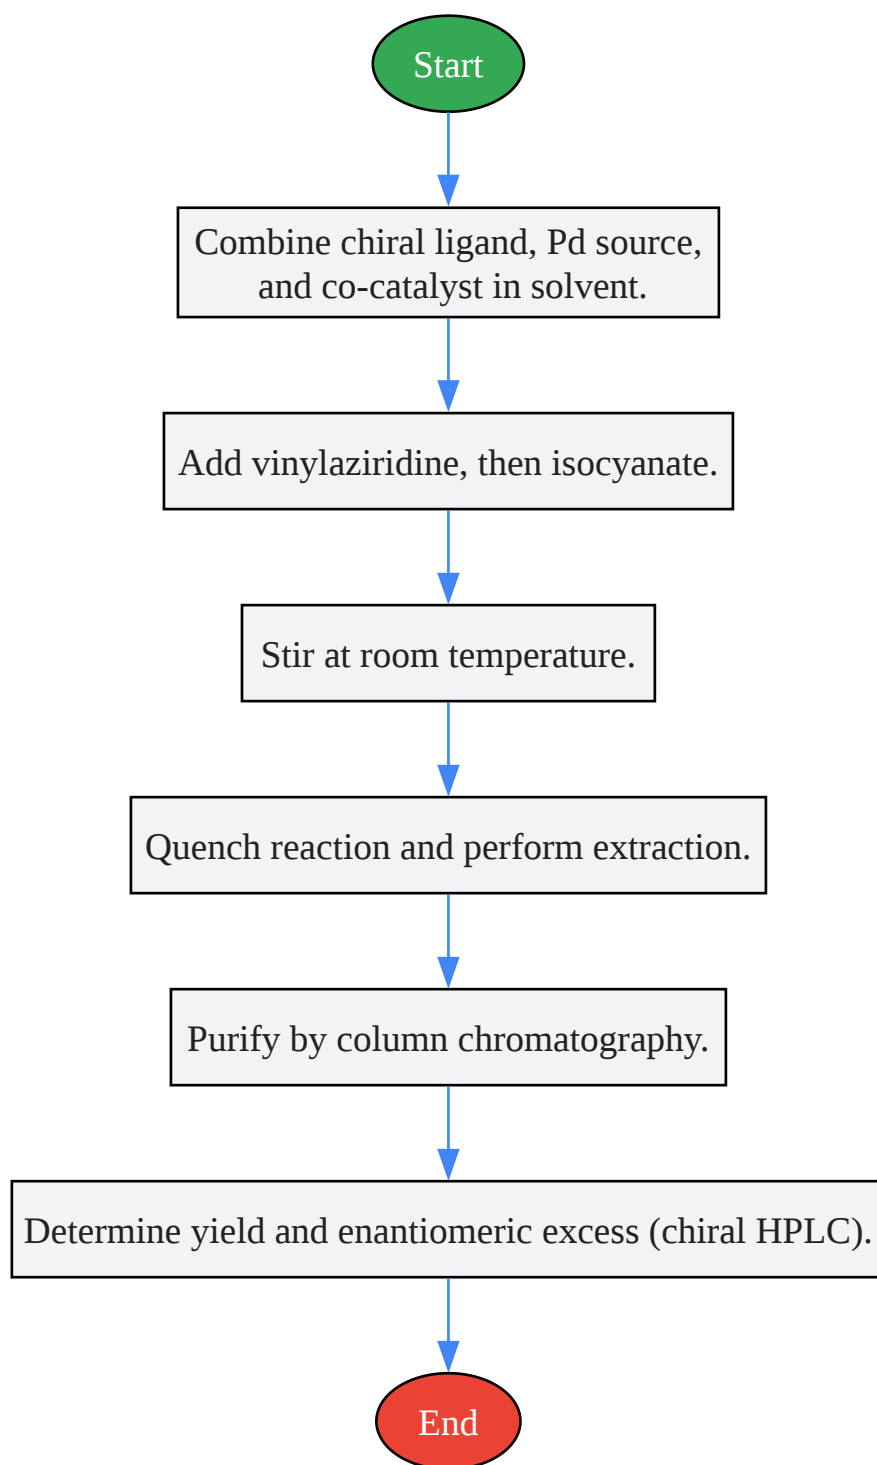 Start
Combine chiral ligand, Pd source,
and co-catalyst in solvent.
Add vinylaziridine, then isocyanate.
Stir at room temperature.
Quench reaction and perform extraction.
Purify by column chromatography.
Determine yield and enantiomeric excess (chiral HPLC).
End